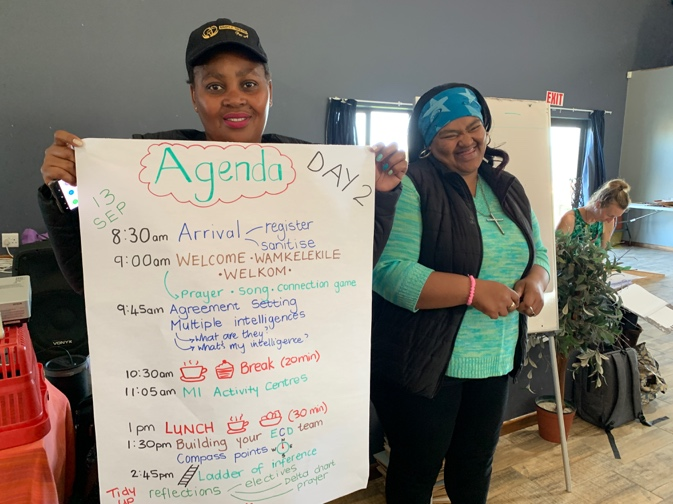 EXIT
Agenda
DAY 2
13 SEP
8:30am Arrival register
sanitise
9:00am WELCOME · WAMKELEKILE
· WELKOM ·
Prayer · song · connection game
9:45am Agreement Setting
Multiple intelligences
What are they?
What's my intelligence?
10:30am Break (20min)
11:05am MI Activity Centres
1pm LUNCH (30 min)
1:30pm Building your ECD team
Compass points
2:45pm Ladder of inference
Tidy up reflections electives
Delta chart
prayer
VONYX